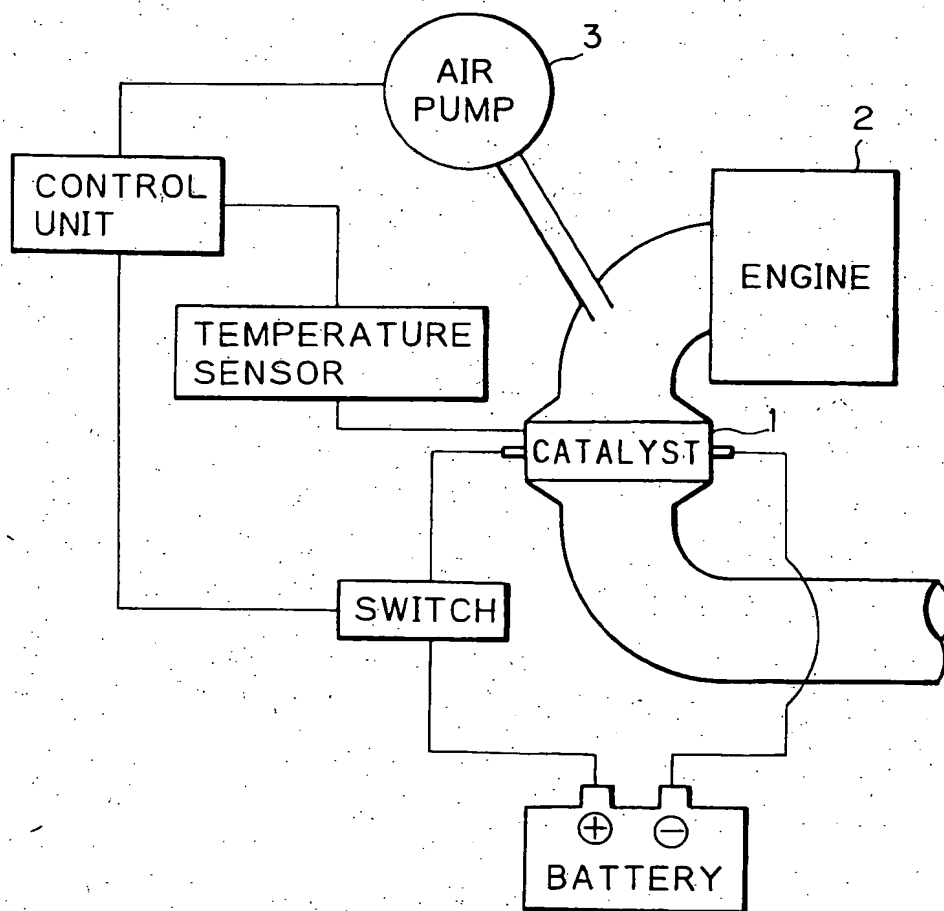 3
AIR
PUMP
2
CONTROL
UNIT
ENGINE
TEMPERATURE
SENSOR
1
CATALYST
SWITCH
+ −
BATTERY